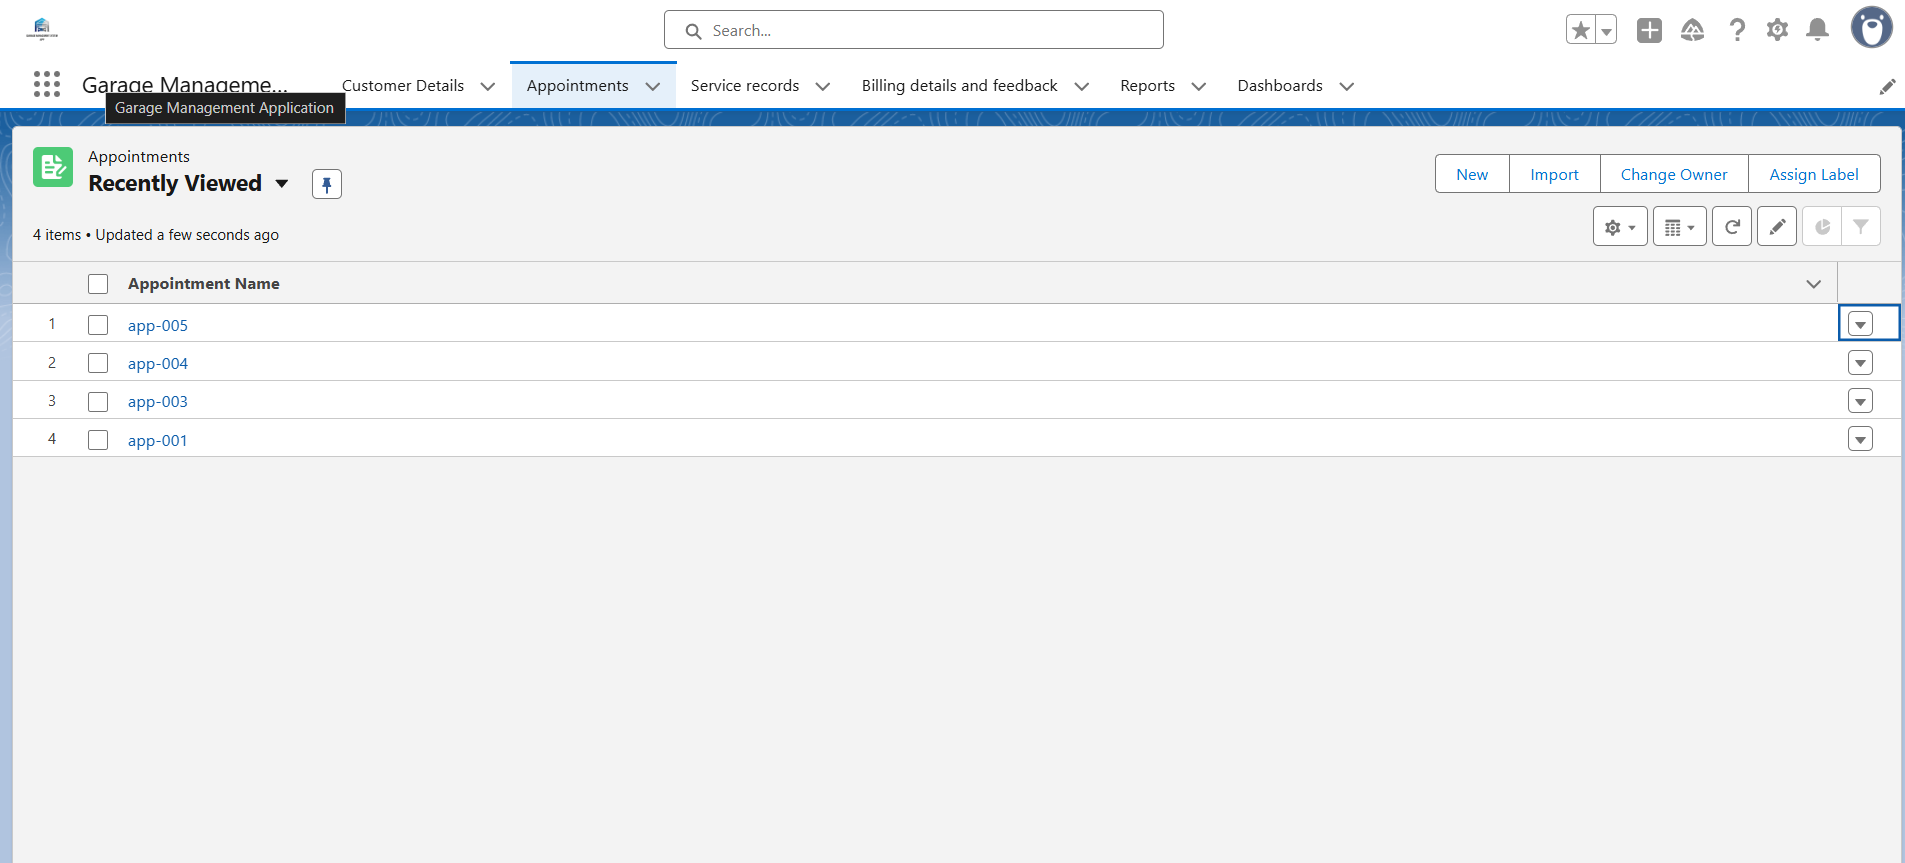 Search...
Garage Manageme...
Customer Details
Appointments
Service records
Billing details and feedback
Reports
Dashboards
Garage Management Application
Appointments
Recently Viewed
New
Import
Change Owner
Assign Label
4 items • Updated a few seconds ago
Appointment Name
1 app-005
2 app-004
3 app-003
4 app-001